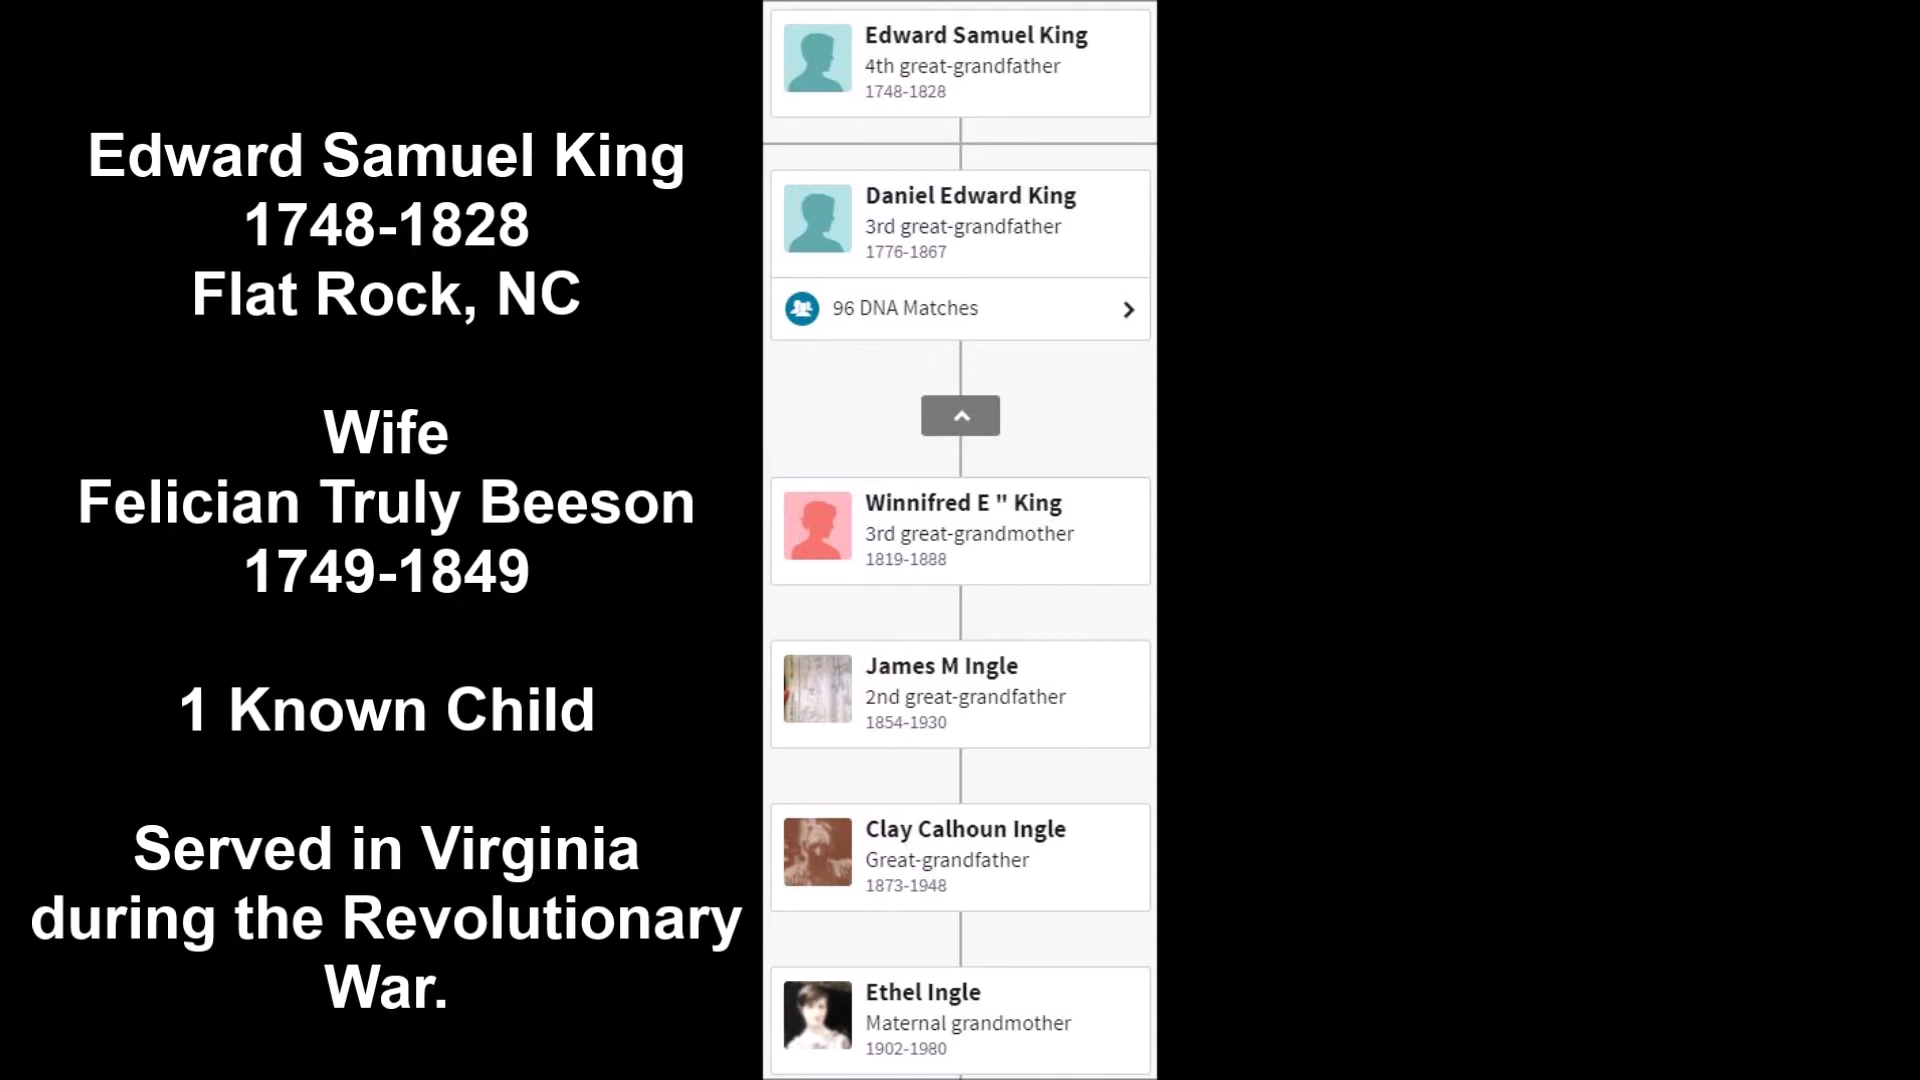 Edward Samuel King
1748-1828
Flat Rock, NC
Wife
Felician Truly Beeson
1749-1849
1 Known Child
Served in Virginia
during the Revolutionary
War.
Edward Samuel King
4th great-grandfather
1748-1828
Daniel Edward King
3rd great-grandfather
1776-1867
96 DNA Matches
Winnifred E " King
3rd great-grandmother
1819-1888
James M Ingle
2nd great-grandfather
1854-1930
Clay Calhoun Ingle
Great-grandfather
1873-1948
Ethel Ingle
Maternal grandmother
1902-1980